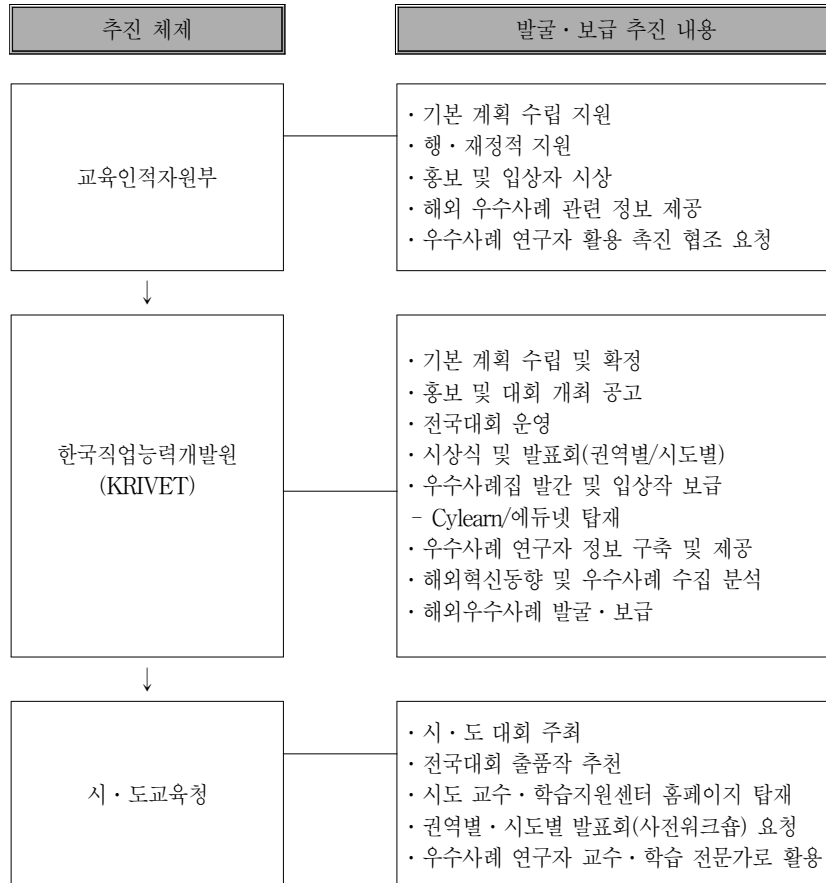 추진 체제
발굴・보급 추진 내용
교육인적자원부
・기본 계획 수립 지원
・행・재정적 지원
・홍보 및 입상자 시상
・해외 우수사례 관련 정보 제공
・우수사례 연구자 활용 촉진 협조 요청
↓
한국직업능력개발원
(KRIVET)
・기본 계획 수립 및 확정
・홍보 및 대회 개최 공고
・전국대회 운영
・시상식 및 발표회(권역별/시도별)
・우수사례집 발간 및 입상작 보급
- Cylearn/에듀넷 탑재
・우수사례 연구자 정보 구축 및 제공
・해외혁신동향 및 우수사례 수집 분석
・해외우수사례 발굴・보급
↓
시・도교육청
・시・도 대회 주최
・전국대회 출품작 추천
・시도 교수・학습지원센터 홈페이지 탑재
・권역별・시도별 발표회(사전워크숍) 요청
・우수사례 연구자 교수・학습 전문가로 활용